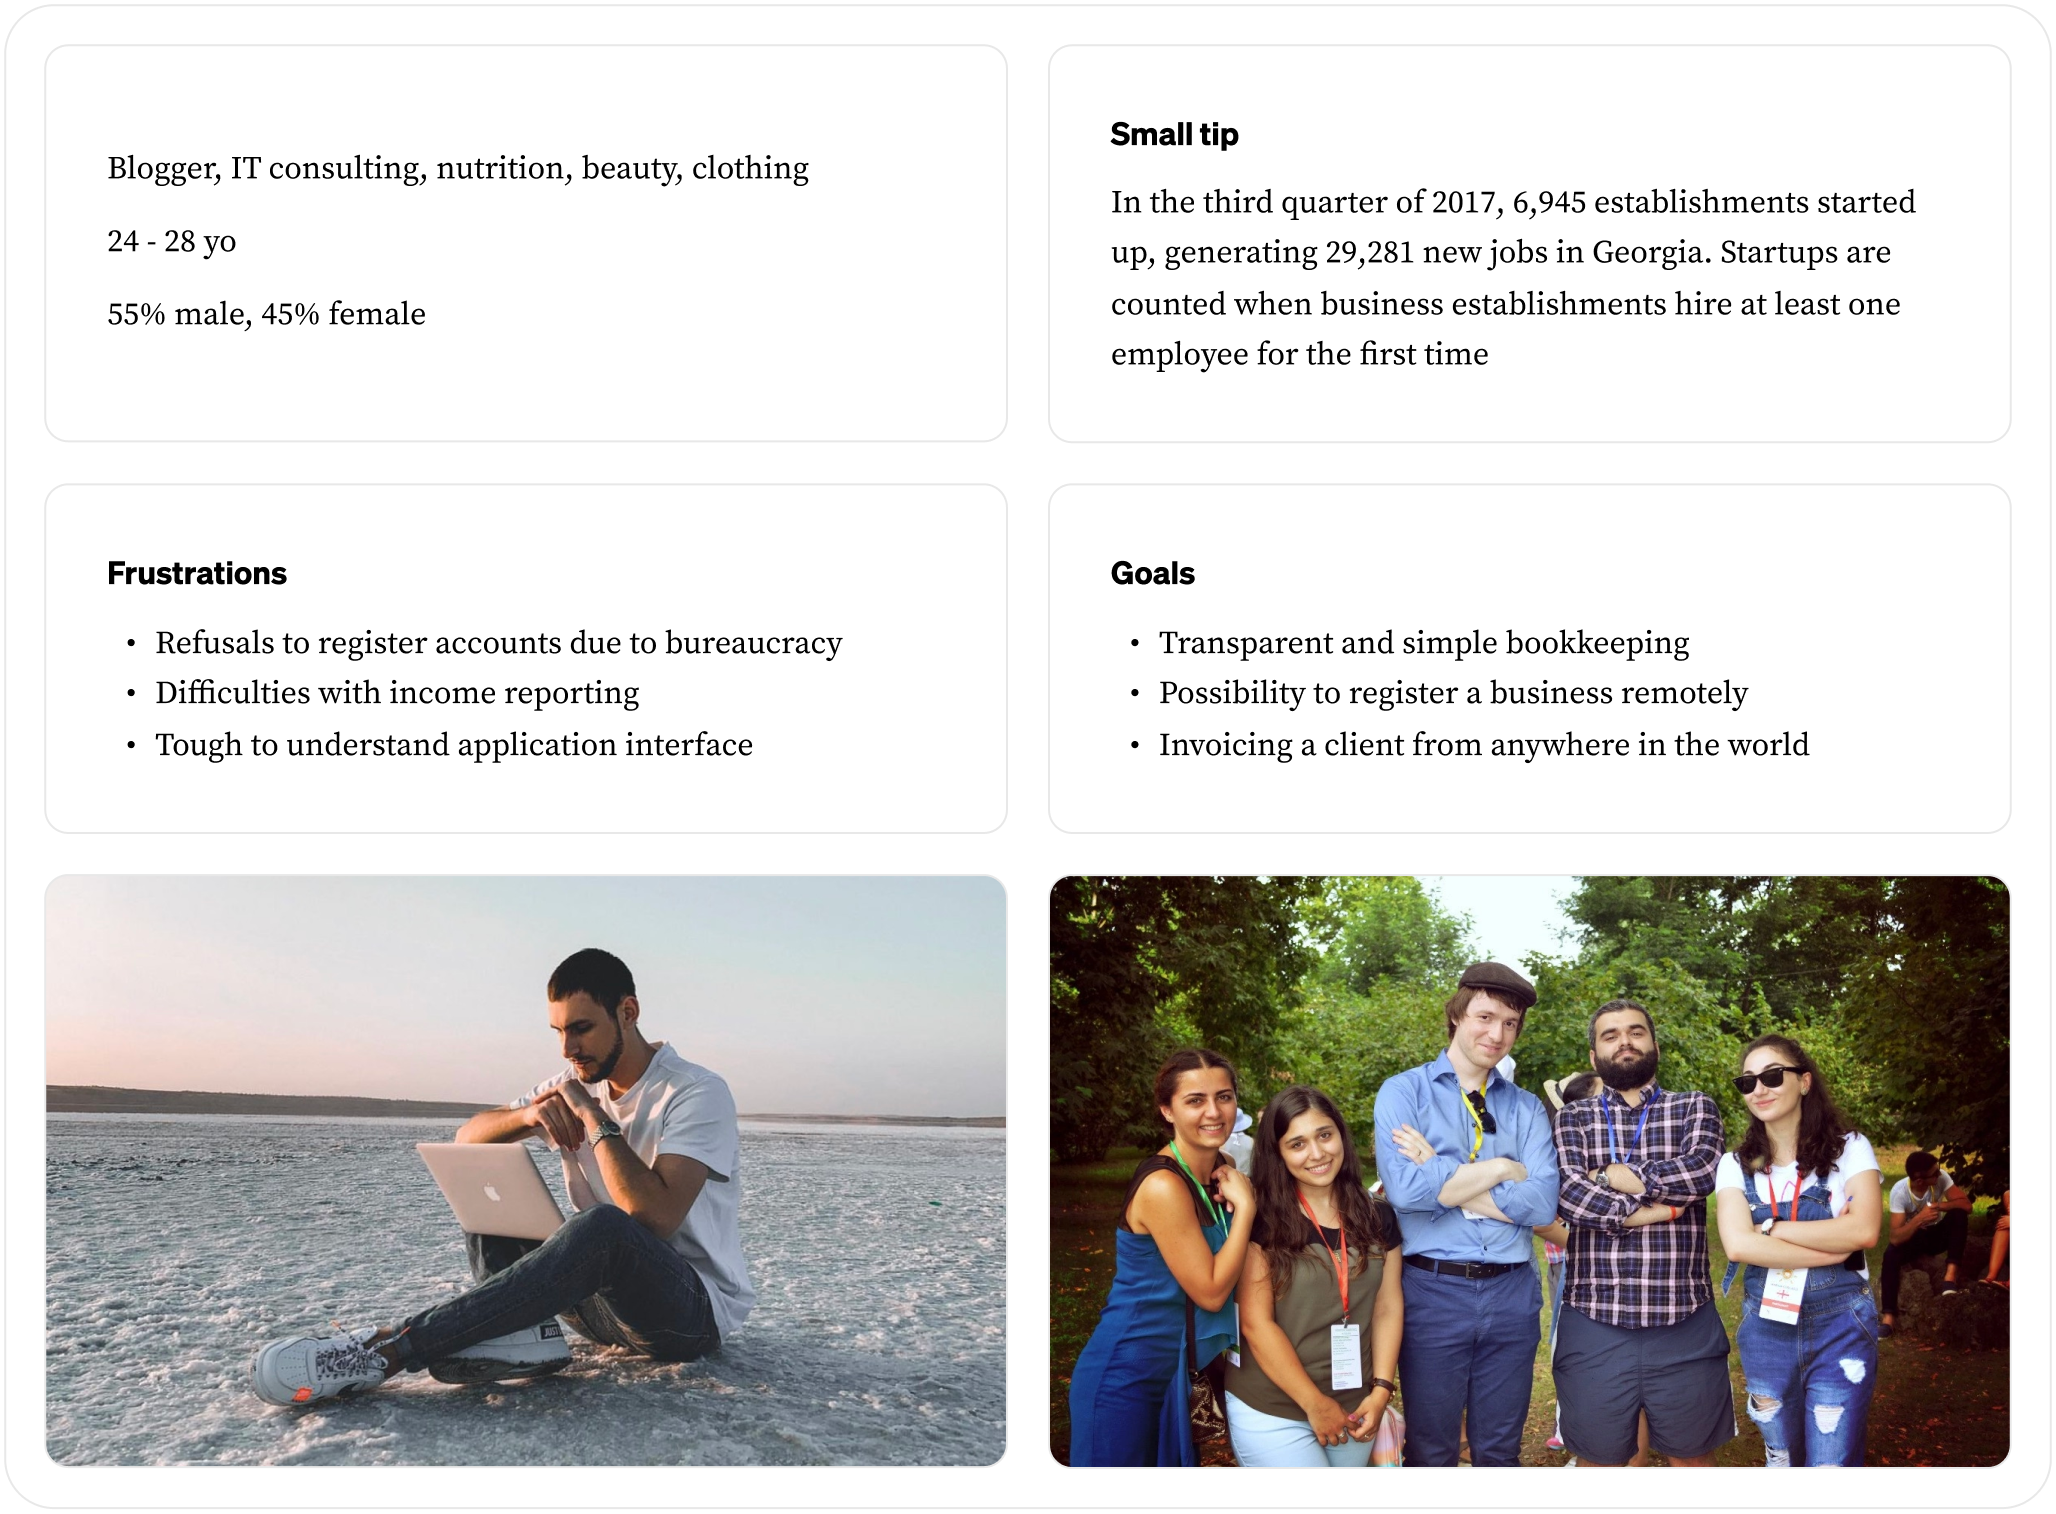 Blogger, IT consulting, nutrition, beauty, clothing
24 - 28 yo
55% male, 45% female
Small tip
In the third quarter of 2017, 6,945 establishments started
up, generating 29,281 new jobs in Georgia. Startups are
counted when business establishments hire at least one
employee for the first time
Frustrations
• Refusals to register accounts due to bureaucracy
• Difficulties with income reporting
• Tough to understand application interface
Goals
• Transparent and simple bookkeeping
• Possibility to register a business remotely
• Invoicing a client from anywhere in the world